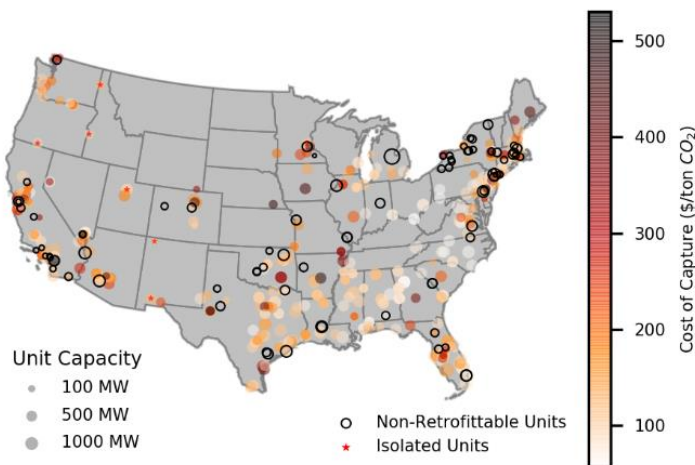 500
400
300
200
100
Cost of Capture ($/ton CO2)
Unit Capacity
100 MW
500 MW
1000 MW
Non-Retrofittable Units
Isolated Units